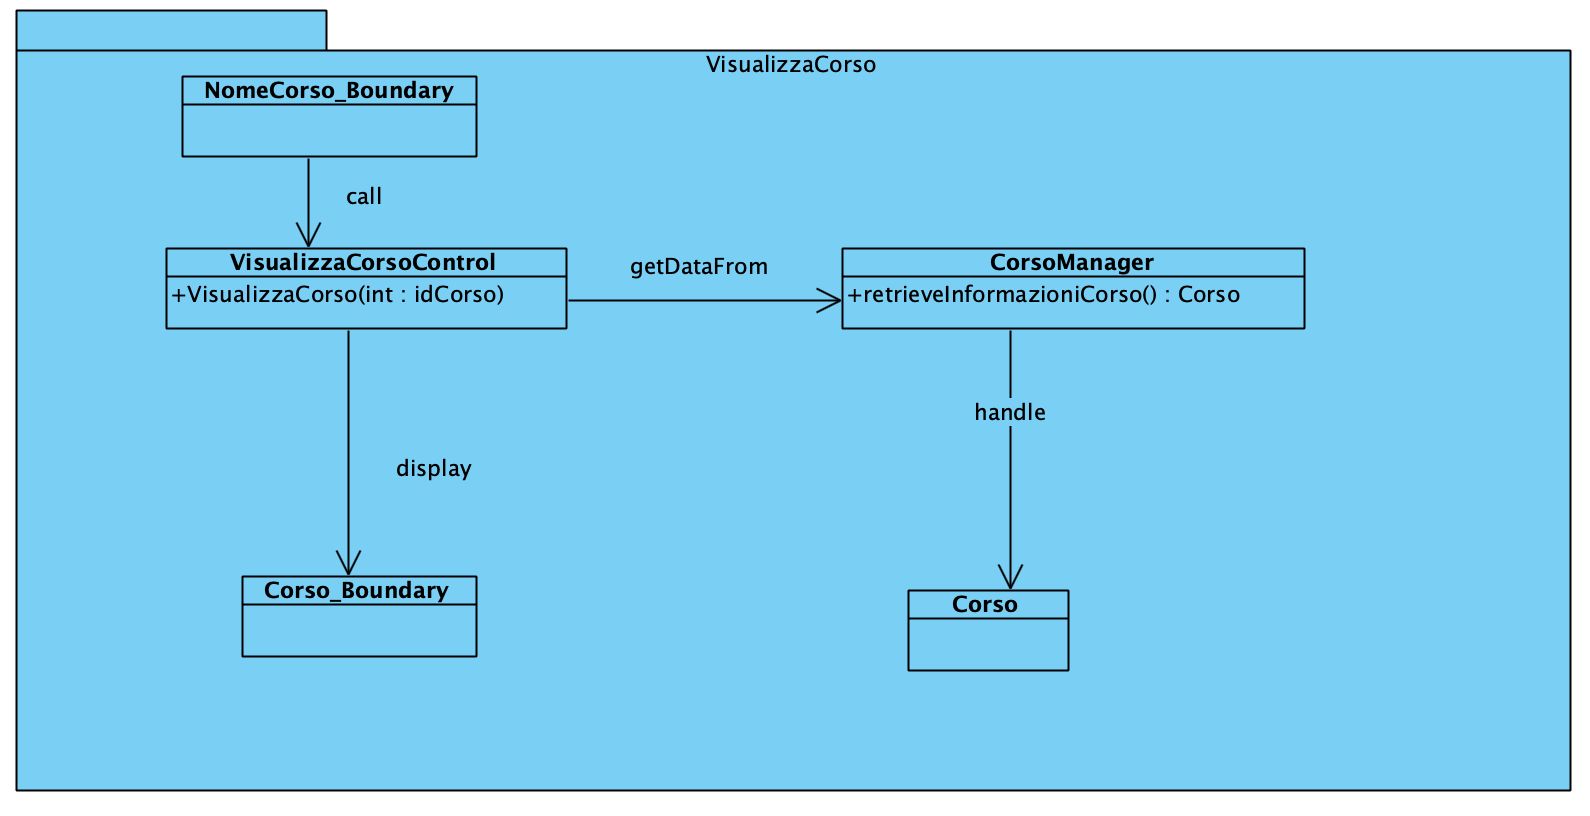 VisualizzaCorso
NomeCorso_Boundary
call
VisualizzaCorsoControl
+VisualizzaCorso(int : idCorso)
getDataFrom
CorsoManager
+retrieveInformazioniCorso() : Corso
handle
display
Corso_Boundary
Corso